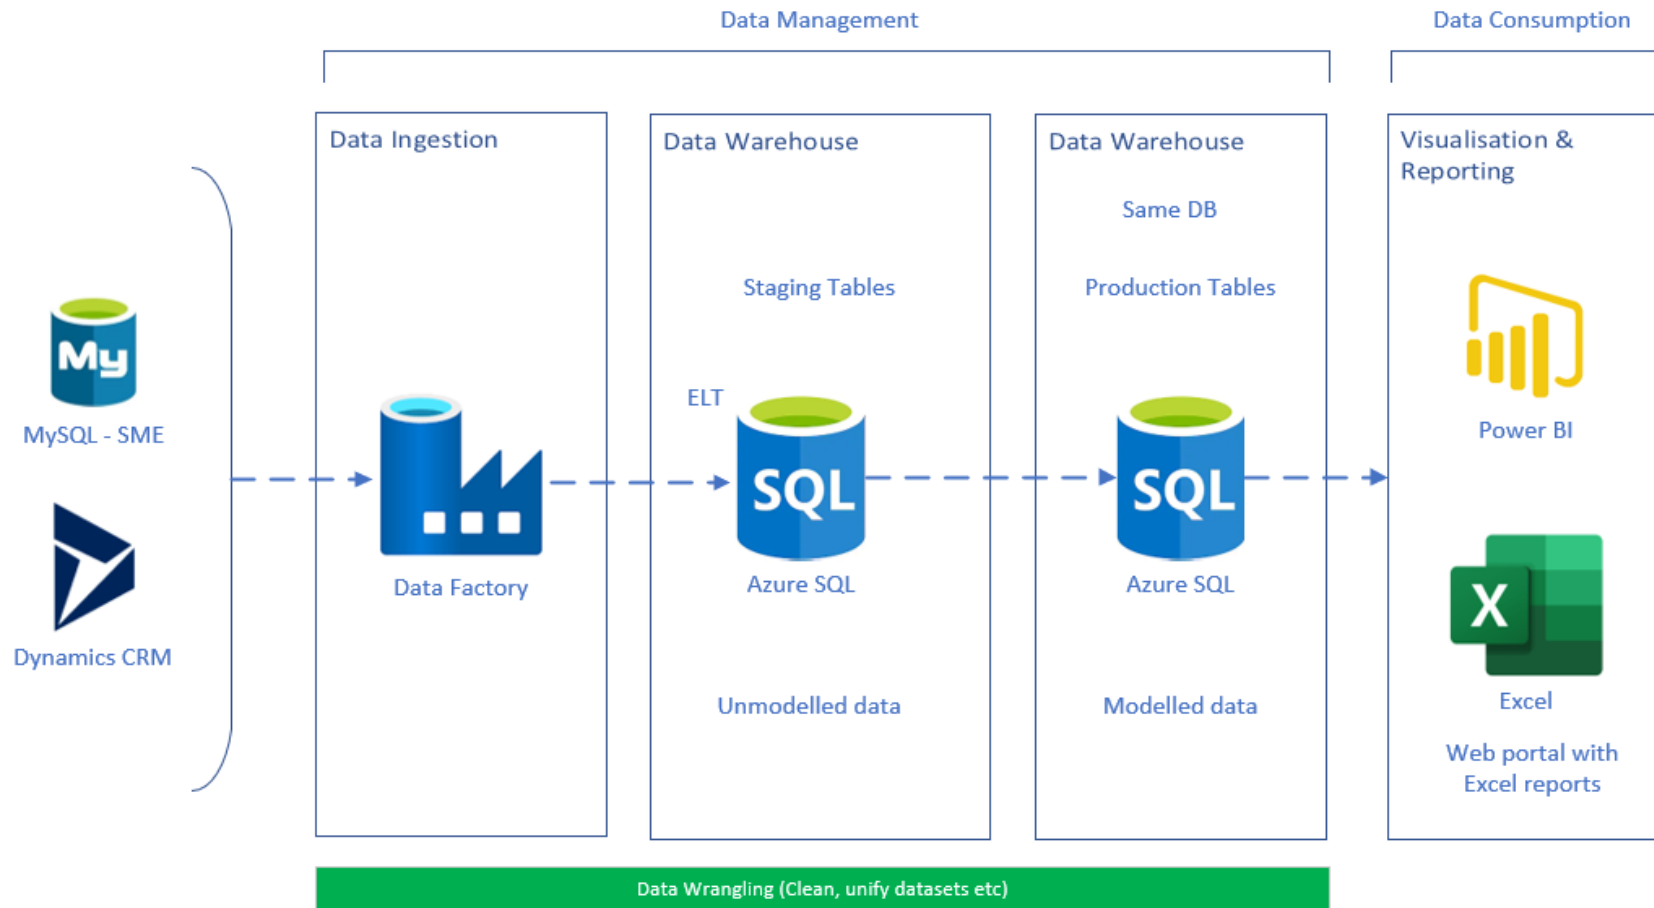 Data Management
Data Consumption
Data Ingestion
Data Warehouse
Data Warehouse
Visualisation &
Reporting
Same DB
Staging Tables
Production Tables
My
MySQL - SME
ELT
SQL
SQL
Power BI
Dynamics CRM
Data Factory
Azure SQL
Azure SQL
X
Excel
Unmodelled data
Modelled data
Web portal with
Excel reports
Data Wrangling (Clean, unify datasets etc)